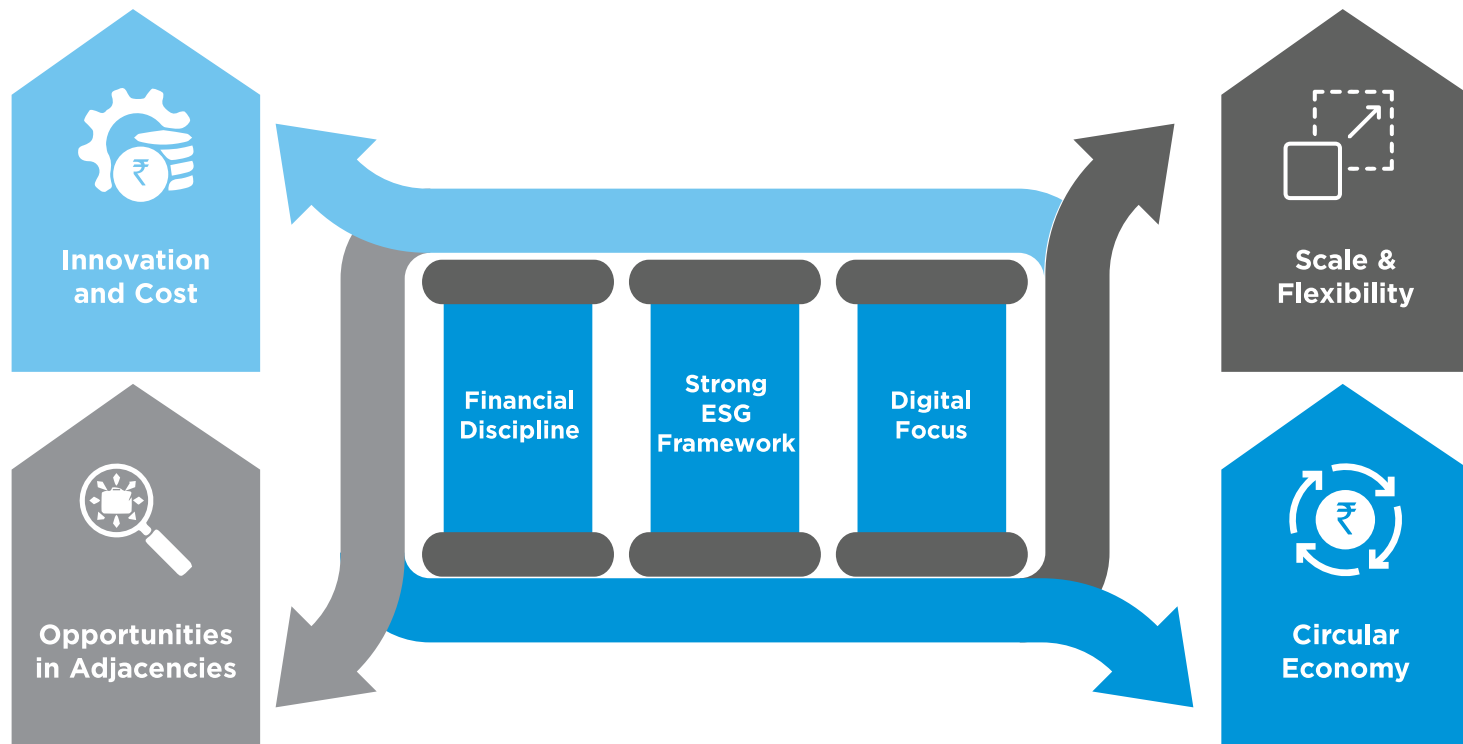 ₹
Innovation
and Cost
Opportunities
in Adjacencies
Financial
Discipline
Strong
ESG
Framework
Digital
Focus
Scale &
Flexibility
₹
Circular
Economy